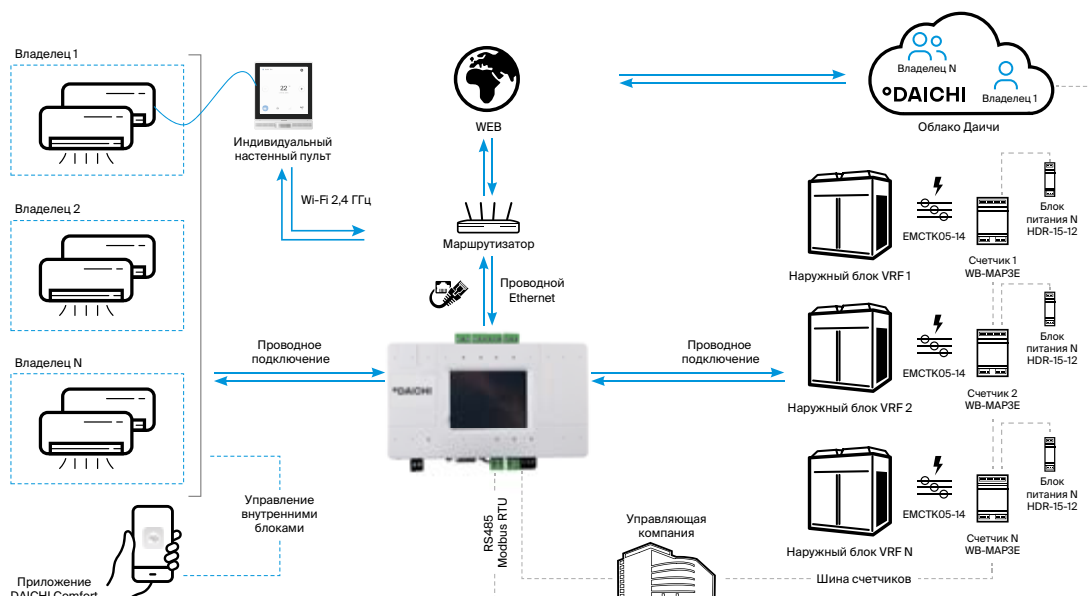 Владелец 1
Владелец 2
Владелец N
22
Индивидуальный
настенный пульт
Wi-Fi 2,4 ГГц
WEB
Маршрутизатор
Проводной
Ethernet
Проводное
подключение
°DAICHI
Проводное
подключение
Управление
внутренними
блоками
Приложение
DAICHI Comfort
RS485
Modbus RTU
Управляющая
компания
Шина счетчиков
Владелец N
Владелец 1
°DAICHI
Облако Даичи
Наружный блок VRF 1
EMCTK05-14
Счетчик 1
WB-MAP3E
Блок
питания N
HDR-15-12
Наружный блок VRF 2
EMCTK05-14
Счетчик 2
WB-MAP3E
Блок
питания N
HDR-15-12
Наружный блок VRF N
EMCTK05-14
Счетчик N
WB-MAP3E
Блок
питания N
HDR-15-12